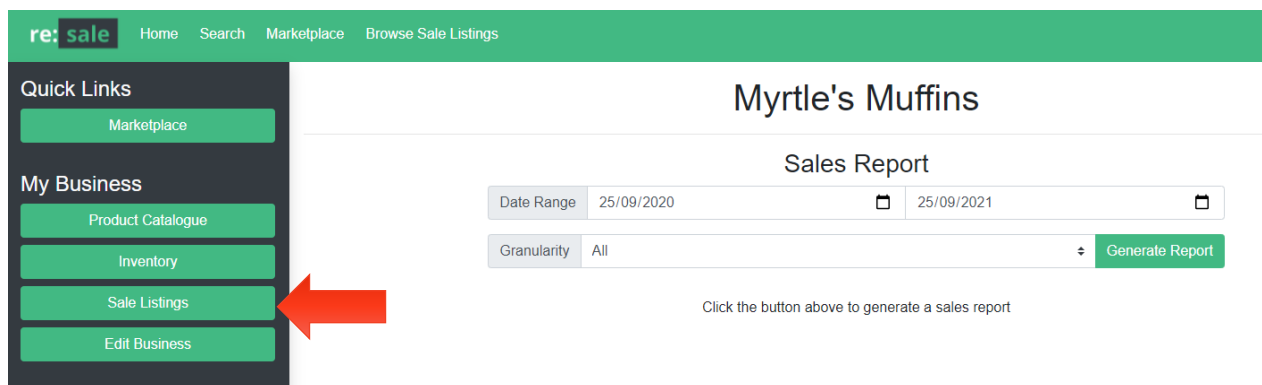 re: sale Home Search Marketplace Browse Sale Listings
Quick Links
Marketplace
My Business
Product Catalogue
Inventory
Sale Listings
Edit Business
Myrtle's Muffins
Sales Report
Date Range 25/09/2020 25/09/2021
Granularity All Generate Report
Click the button above to generate a sales report